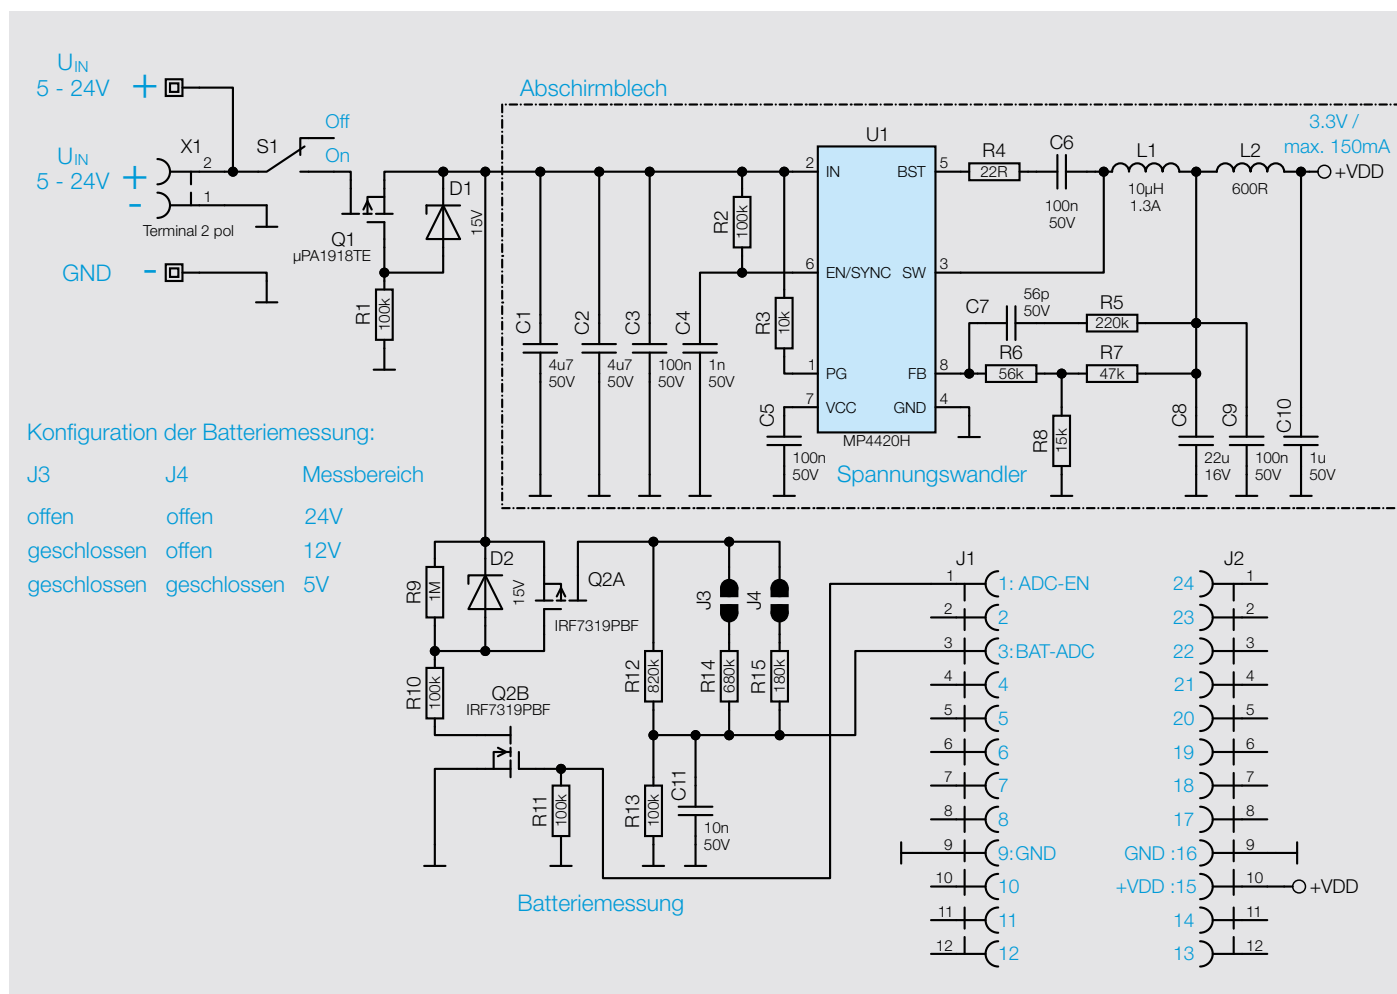 U_IN
5 - 24V
+
Off
On
X1
S1
2
1
U_IN
5 - 24V
+
-
Terminal 2 pol
GND
-
Q1
µPA1918TE
D1
15V
R1
100k
Abschirmblech
U1
3.3V /
max. 150mA
+VDD
2 IN
BST 5
6 EN/SYNC
SW 3
1 PG
FB 8
7 VCC
GND 4
MP4420H
Spannungswandler
R2
100k
R3
10k
R4
22R
C6
100n
50V
L1
10µH
1.3A
L2
600R
C1
4u7
50V
C2
4u7
50V
C3
100n
50V
C4
1n
50V
C5
100n
50V
C7
56p
50V
R5
220k
R6
56k
R7
47k
R8
15k
C8
22u
16V
C9
100n
50V
C10
1u
50V
Konfiguration der Batteriemessung:
J3 J4 Messbereich
offen offen 24V
geschlossen offen 12V
geschlossen geschlossen 5V
R9
1M
D2
15V
Q2A
IRF7319PBF
R10
100k
Q2B
IRF7319PBF
R11
100k
R12
820k
J3
J4
R14
680k
R15
180k
R13
100k
C11
10n
50V
Batteriemessung
J1
1 1: ADC-EN
2 2
3 3:BAT-ADC
4 4
5 5
6 6
7 7
8 8
9 9:GND
10 10
11 11
12 12
J2
24 1
23 2
22 3
21 4
20 5
19 6
18 7
17 8
GND :16 9
+VDD :15 10 +VDD
14 11
13 12